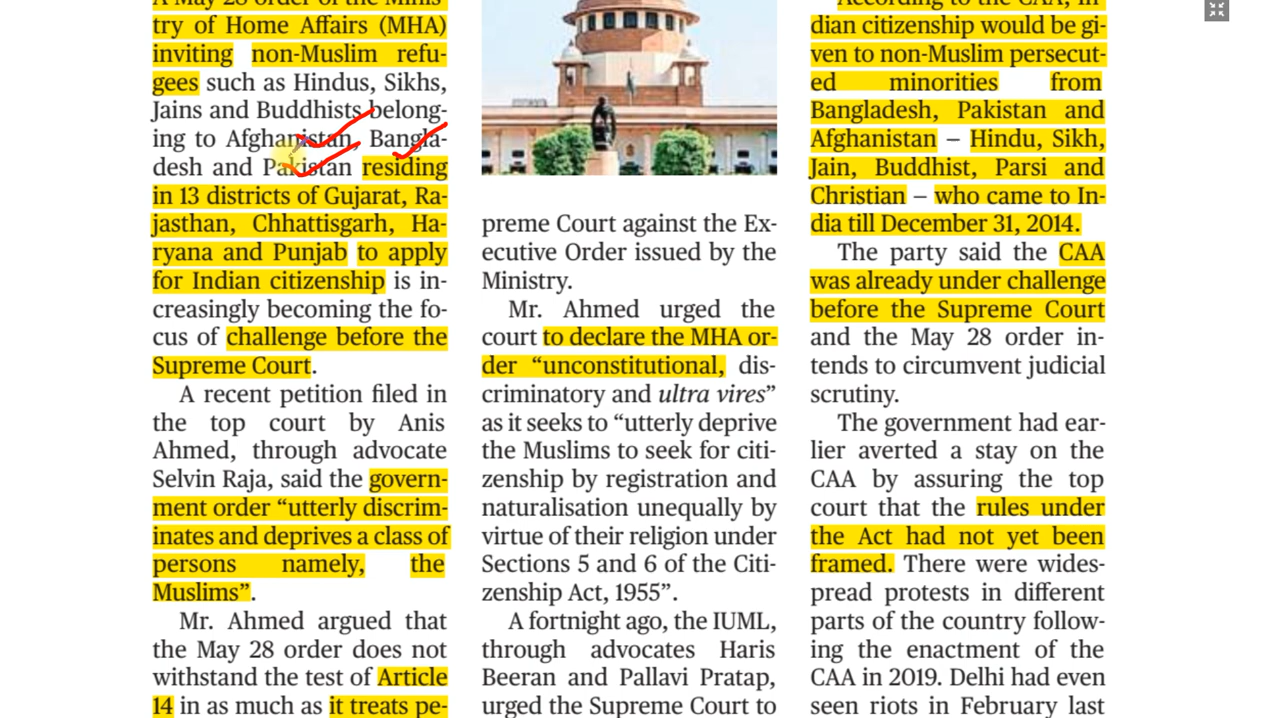 A May 28 order of the Minis-
try of Home Affairs (MHA)
inviting non-Muslim refu-
gees such as Hindus, Sikhs,
Jains and Buddhists belong-
ing to Afghanistan, Bangla-
desh and Pakistan residing
in 13 districts of Gujarat, Ra-
jasthan, Chhattisgarh, Ha-
ryana and Punjab to apply
for Indian citizenship is in-
creasingly becoming the fo-
cus of challenge before the
Supreme Court.
A recent petition filed in
the top court by Anis
Ahmed, through advocate
Selvin Raja, said the govern-
ment order “utterly discrim-
inates and deprives a class of
persons namely, the
Muslims”.
Mr. Ahmed argued that
the May 28 order does not
withstand the test of Article
14 in as much as it treats pe-
preme Court against the Ex-
ecutive Order issued by the
Ministry.
Mr. Ahmed urged the
court to declare the MHA or-
der “unconstitutional, dis-
criminatory and ultra vires”
as it seeks to “utterly deprive
the Muslims to seek for citi-
zenship by registration and
naturalisation unequally by
virtue of their religion under
Sections 5 and 6 of the Citi-
zenship Act, 1955”.
A fortnight ago, the IUML,
through advocates Haris
Beeran and Pallavi Pratap,
urged the Supreme Court to
According to the CAA, In-
dian citizenship would be gi-
ven to non-Muslim persecut-
ed minorities from
Bangladesh, Pakistan and
Afghanistan – Hindu, Sikh,
Jain, Buddhist, Parsi and
Christian – who came to In-
dia till December 31, 2014.
The party said the CAA
was already under challenge
before the Supreme Court
and the May 28 order in-
tends to circumvent judicial
scrutiny.
The government had ear-
lier averted a stay on the
CAA by assuring the top
court that the rules under
the Act had not yet been
framed. There were wides-
pread protests in different
parts of the country follow-
ing the enactment of the
CAA in 2019. Delhi had even
seen riots in February last